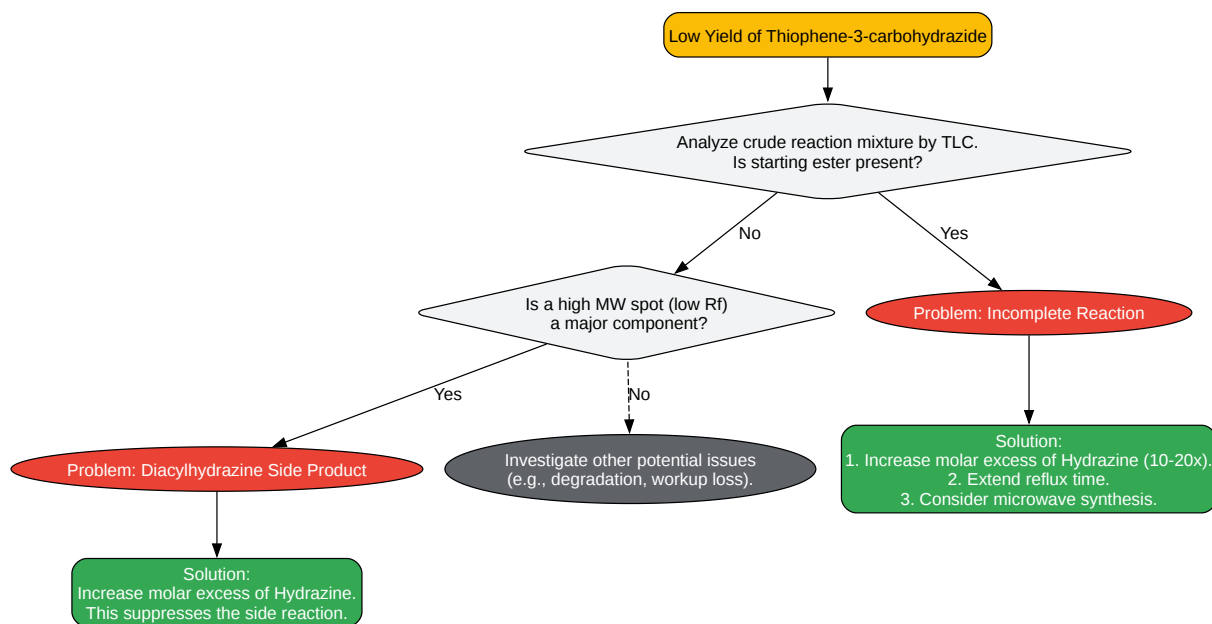 Low Yield of Thiophene-3-carbohydrazide
Analyze crude reaction mixture by TLC.
Is starting ester present?
No
Yes
Is a high MW spot (low Rf)
a major component?
Problem: Incomplete Reaction
Yes
No
Problem: Diacylhydrazine Side Product
Investigate other potential issues
(e.g., degradation, workup loss).
Solution:
1. Increase molar excess of Hydrazine (10-20x).
2. Extend reflux time.
3. Consider microwave synthesis.
Solution:
Increase molar excess of Hydrazine.
This suppresses the side reaction.